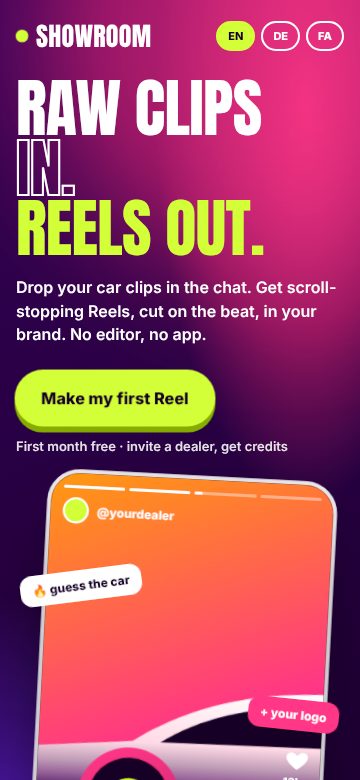 SHOWROOM
EN DE FA
RAW CLIPS
IN.
REELS OUT.
Drop your car clips in the chat. Get scroll-
stopping Reels, cut on the beat, in your
brand. No editor, no app.
Make my first Reel
First month free · invite a dealer, get credits
@yourdealer
🔥 guess the car
+ your logo